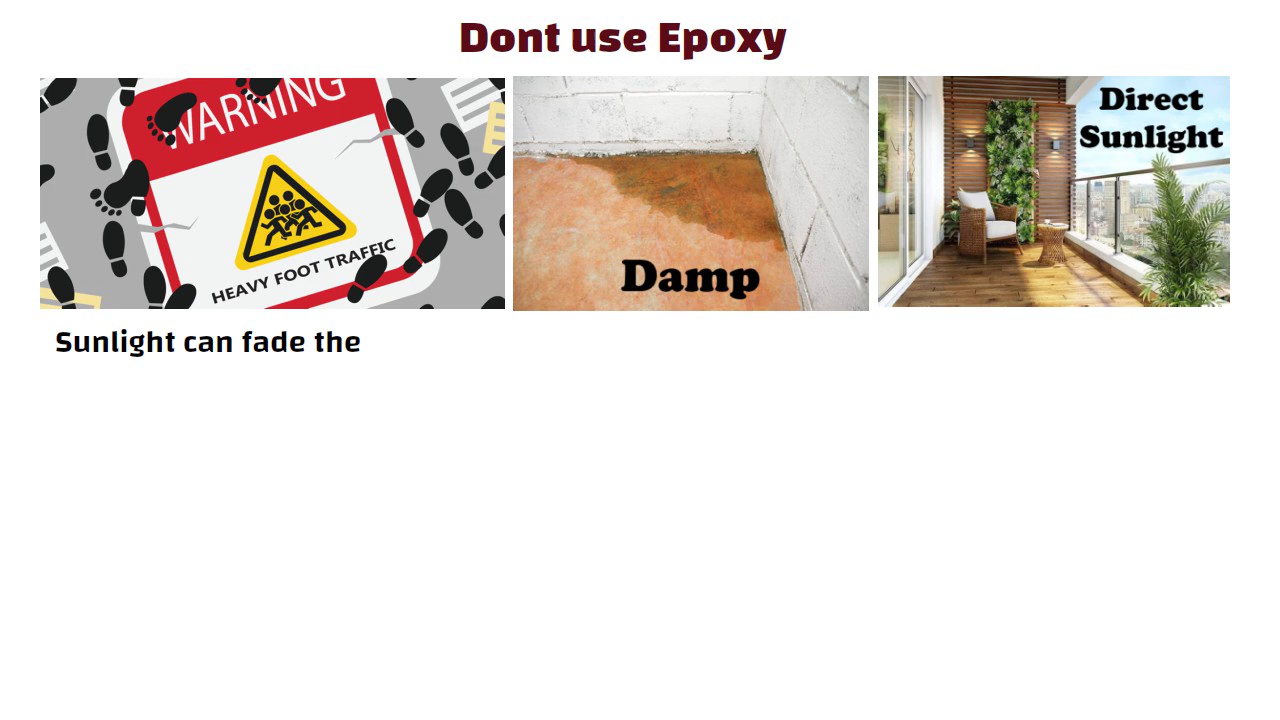 Dont use Epoxy
WARNING
HEAVY FOOT TRAFFIC
Damp
Direct
Sunlight
Sunlight can fade the